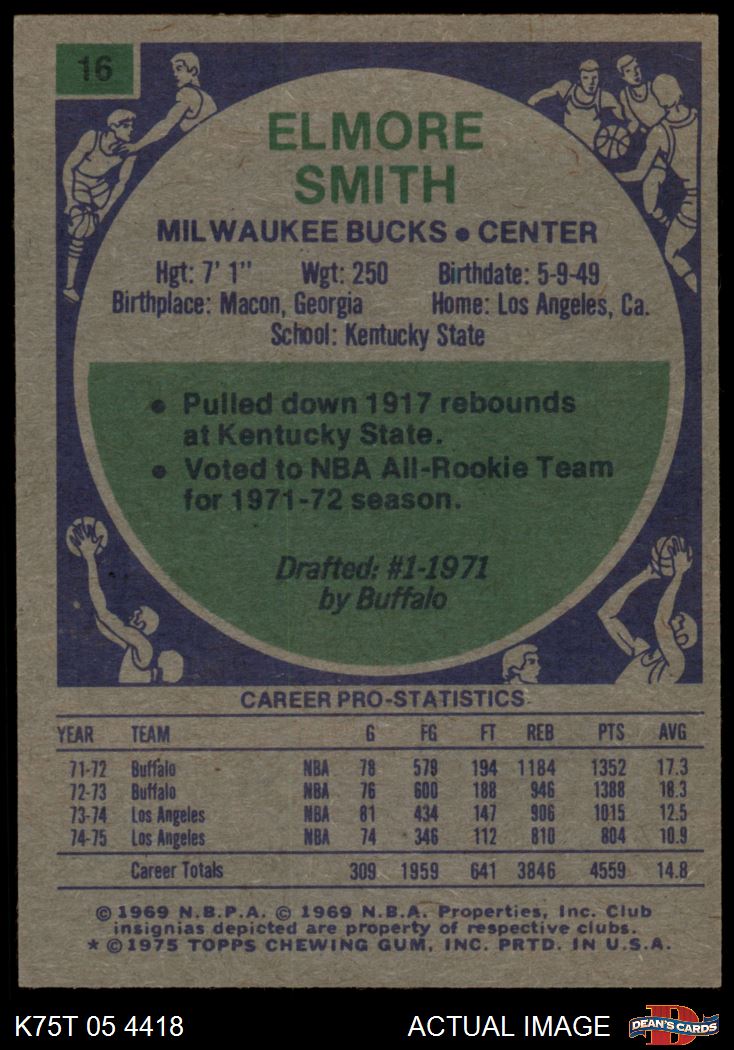 16
ELMORE
SMITH
MILWAUKEE BUCKS • CENTER
Hgt: 7' 1" Wgt: 250 Birthdate: 5-9-49
Birthplace: Macon, Georgia Home: Los Angeles, Ca.
School: Kentucky State
• Pulled down 1917 rebounds
at Kentucky State.
• Voted to NBA All-Rookie Team
for 1971-72 season.
Drafted: #1-1971
by Buffalo
CAREER PRO-STATISTICS
YEAR TEAM G FG FT REB PTS AVG
71-72 Buffalo NBA 78 579 194 1184 1352 17.3
72-73 Buffalo NBA 76 600 188 946 1388 18.3
73-74 Los Angeles NBA 81 434 147 906 1015 12.5
74-75 Los Angeles NBA 74 346 112 810 804 10.9
Career Totals 309 1959 641 3846 4559 14.8
© 1969 N.B.P.A. © 1969 N.B.A. Properties, Inc. Club
insignias depicted are property of respective clubs.
* © 1975 TOPPS CHEWING GUM, INC. PRTD. IN U.S.A.
K75T 05 4418 ACTUAL IMAGE DEAN'S CARDS